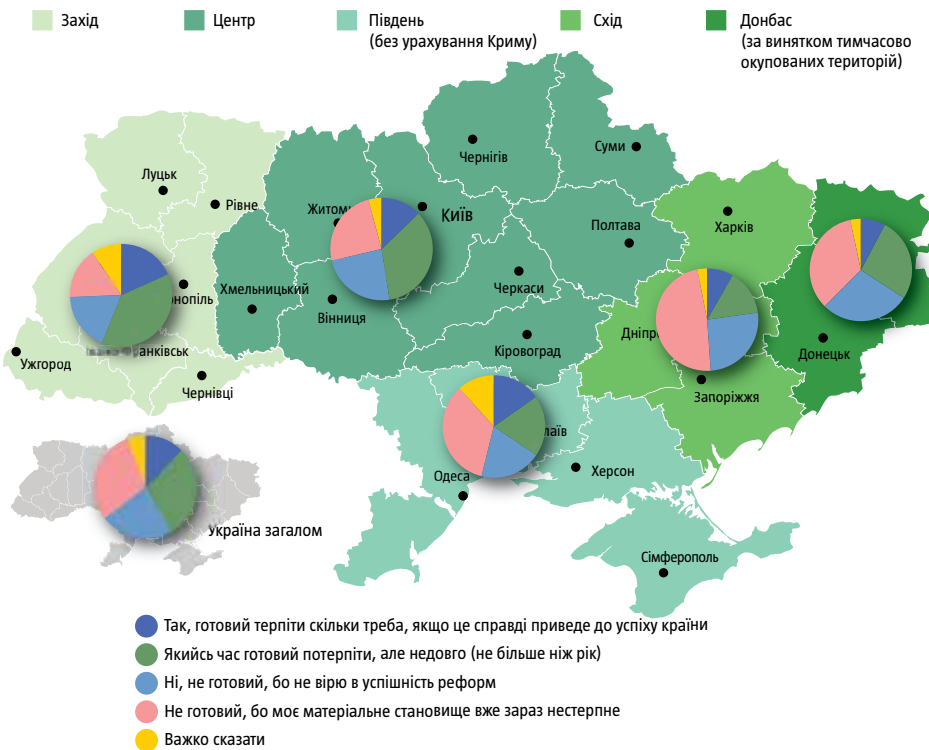 Захід
Центр
Південь
(без урахування Криму)
Схід
Донбас
(за винятком тимчасово
окупованих територій)
Чернігів
Суми
Луцьк
Рівне
Київ
Полтава
Харків
Хмельницький
Вінниця
Черкаси
Кіровоград
Донецьк
Ужгород
Чернівці
Запоріжжя
Одеса
Херсон
Україна загалом
Сімферополь
Так, готовий терпіти скільки треба, якщо це справді приведе до успіху країни
Якийсь час готовий потерпіти, але недовго (не більше ніж рік)
Ні, не готовий, бо не вірю в успішність реформ
Не готовий, бо моє матеріальне становище вже зараз нестерпне
Важко сказати